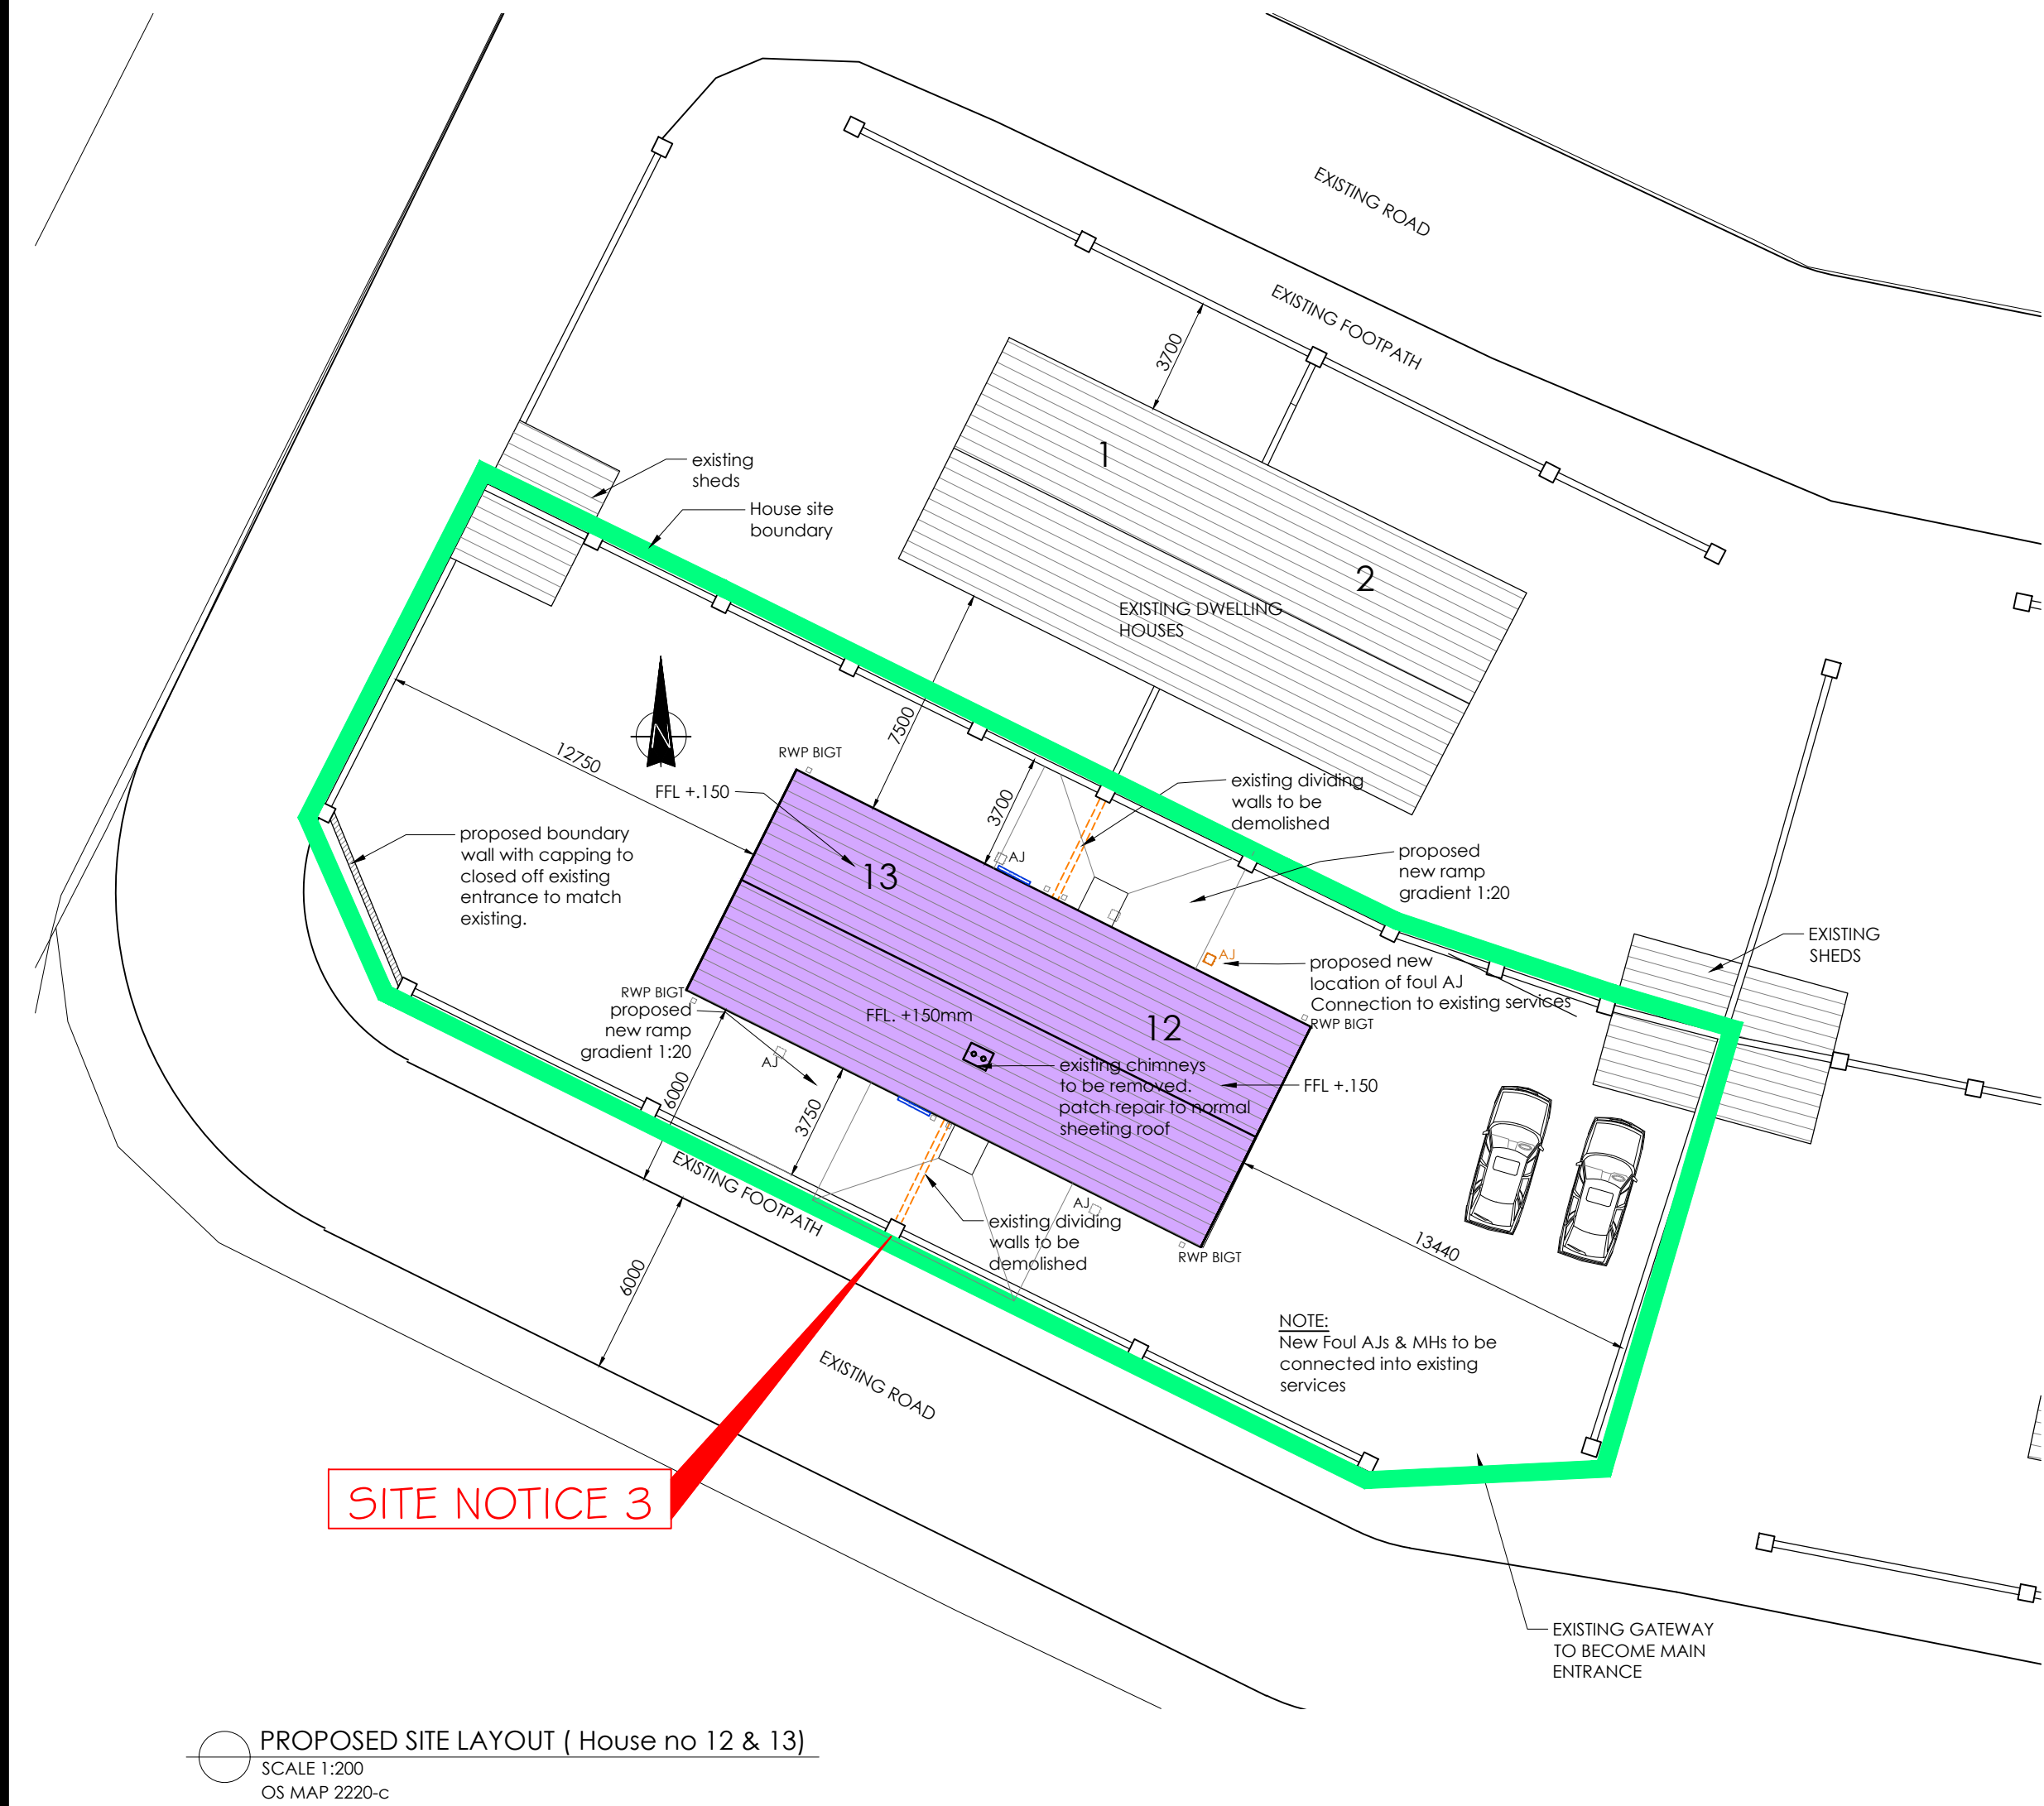 EXISTING ROAD
EXISTING FOOTPATH
3700
1
existing
sheds
House site
boundary
2
EXISTING DWELLING
HOUSES
7500
N
12750
RWP BIGT
FFL +.150
3700
existing dividing
walls to be
demolished
proposed boundary
wall with capping to
closed off existing
entrance to match
existing.
13
AJ
proposed
new ramp
gradient 1:20
EXISTING
SHEDS
AJ
proposed new
location of foul AJ
Connection to existing services
RWP BIGT
proposed
new ramp
gradient 1:20
FFL. +150mm
12
RWP BIGT
AJ
6000
3750
existing chimneys
to be removed.
patch repair to normal
sheeting roof
FFL +.150
EXISTING FOOTPATH
AJ
existing dividing
walls to be
demolished
RWP BIGT
13440
6000
NOTE:
New Foul AJs & MHs to be
connected into existing
services
EXISTING ROAD
SITE NOTICE 3
EXISTING GATEWAY
TO BECOME MAIN
ENTRANCE
PROPOSED SITE LAYOUT ( House no 12 & 13)
SCALE 1:200
OS MAP 2220-c